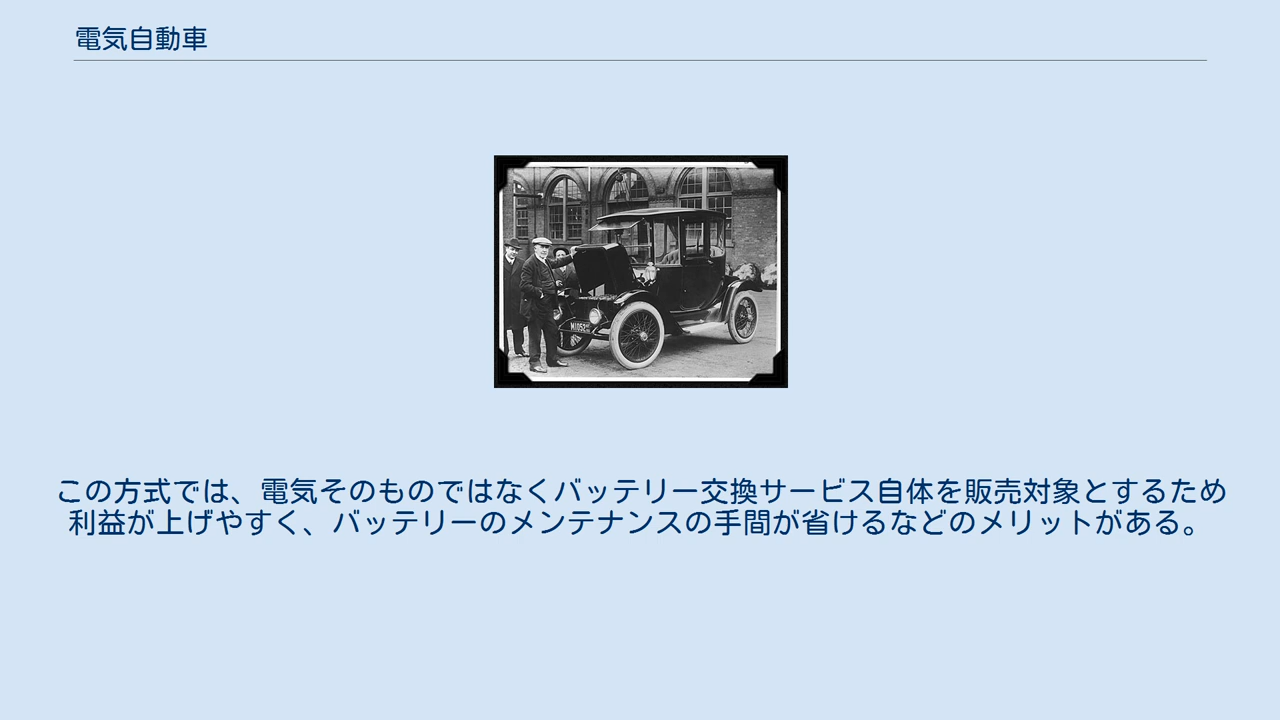 電気自動車
この方式では、電気そのものではなくバッテリー交換サービス自体を販売対象とするため
利益が上げやすく、バッテリーのメンテナンスの手間が省けるなどのメリットがある。